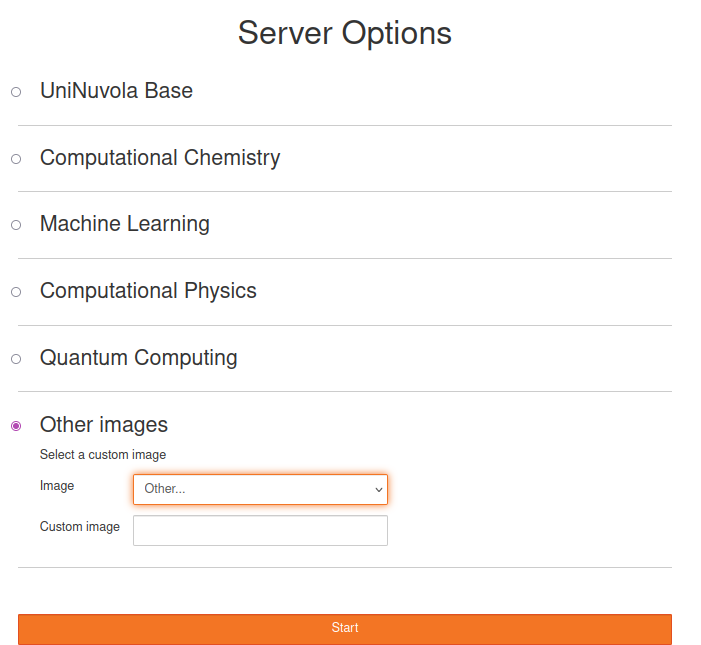 Server Options
UniNuvola Base
Computational Chemistry
Machine Learning
Computational Physics
Quantum Computing
Other images
Select a custom image
Image
Other...
Custom image
Start